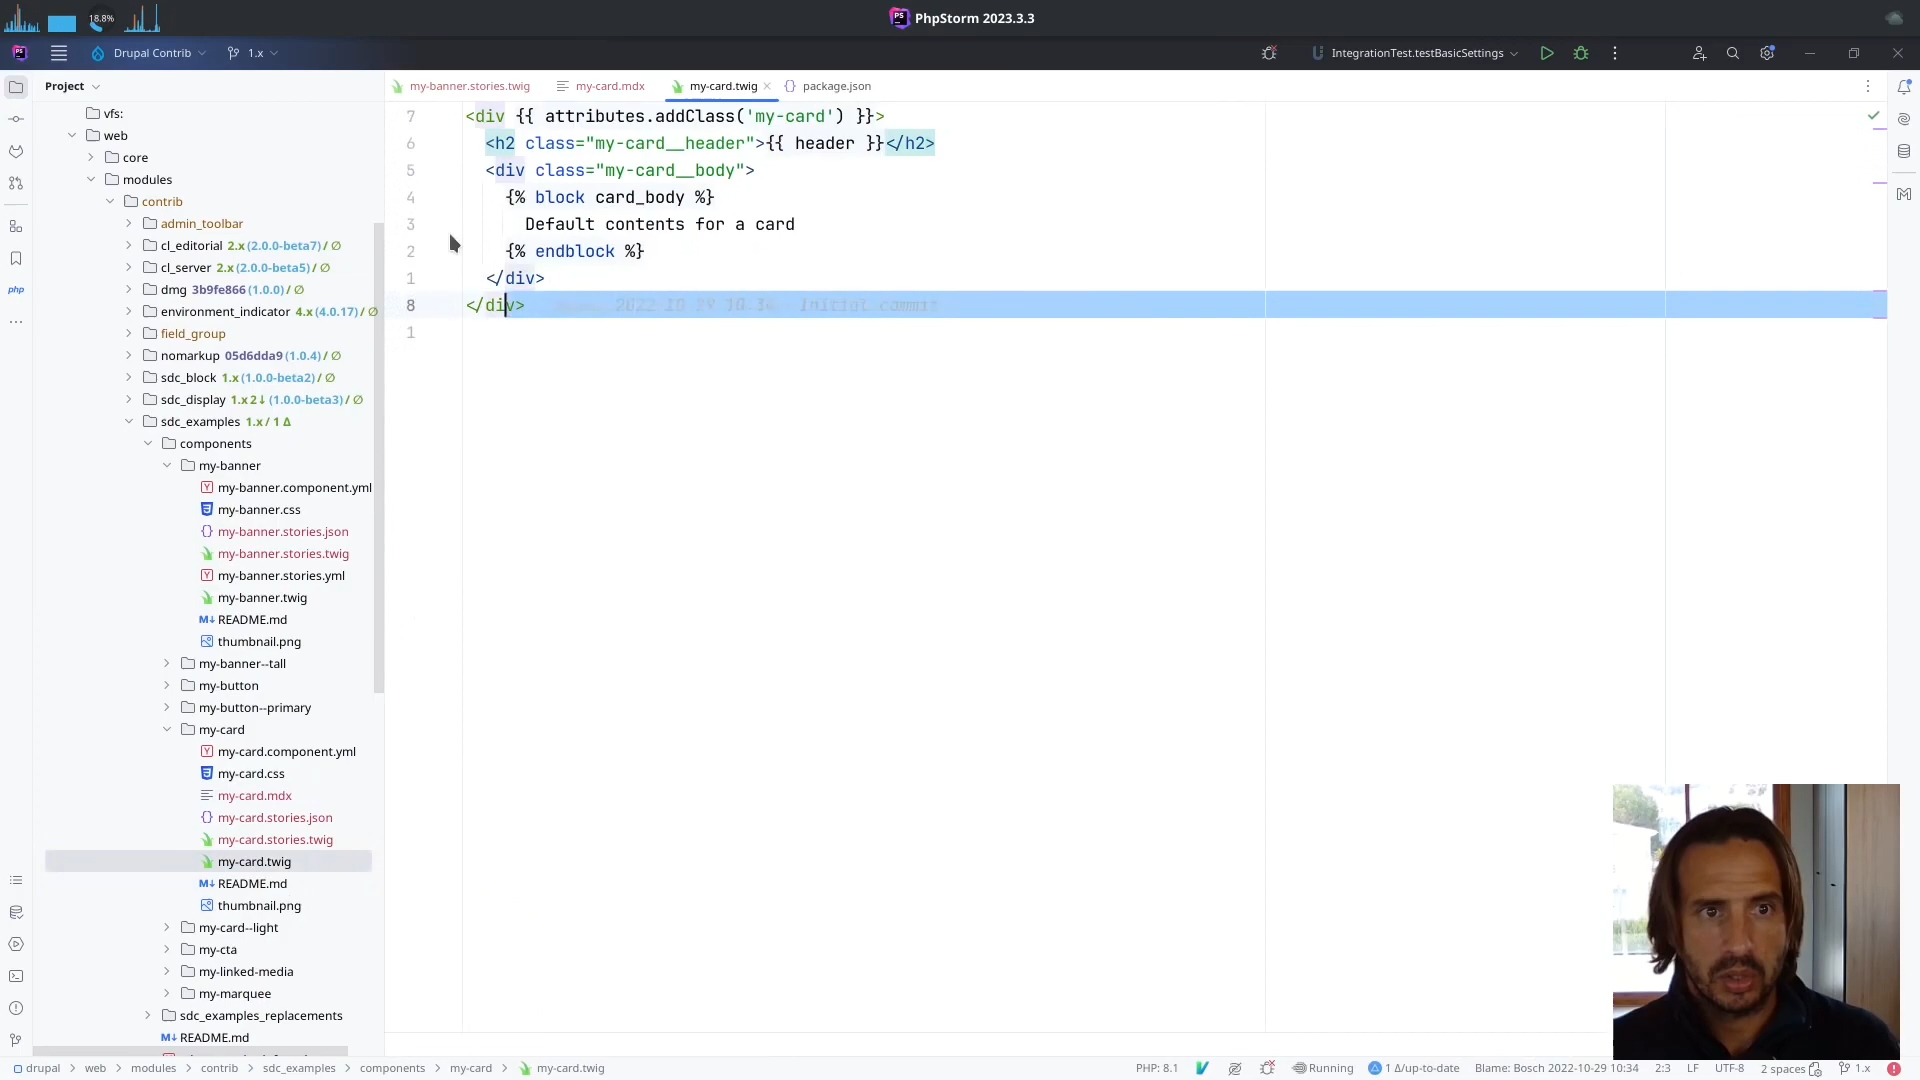 18.8%
PhpStorm 2023.3.3
Drupal Contrib
1.x
IntegrationTest.testBasicSettings
Project
my-banner.stories.twig
my-card.mdx
my-card.twig
package.json
vfs:
web
core
modules
contrib
admin_toolbar
cl_editorial 2.x (2.0.0-beta7) / ∅
cl_server 2.x (2.0.0-beta5) / ∅
dmg 3b9fe866 (1.0.0) / ∅
environment_indicator 4.x (4.0.17) / ∅
field_group
nomarkup 05d6dda9 (1.0.4) / ∅
sdc_block 1.x (1.0.0-beta2) / ∅
sdc_display 1.x 2↓ (1.0.0-beta3) / ∅
sdc_examples 1.x / 1 Δ
components
my-banner
my-banner.component.yml
my-banner.css
my-banner.stories.json
my-banner.stories.twig
my-banner.stories.yml
my-banner.twig
README.md
thumbnail.png
my-banner--tall
my-button
my-button--primary
my-card
my-card.component.yml
my-card.css
my-card.mdx
my-card.stories.json
my-card.stories.twig
my-card.twig
README.md
thumbnail.png
my-card--light
my-cta
my-linked-media
my-marquee
sdc_examples_replacements
README.md
7 <div {{ attributes.addClass('my-card') }}>
6 <h2 class="my-card__header">{{ header }}</h2>
5 <div class="my-card__body">
4 {% block card_body %}
3 Default contents for a card
2 {% endblock %}
1 </div>
8 </div> 2022-10-29 10:34 · Initial commit
1
drupal > web > modules > contrib > sdc_examples > components > my-card > my-card.twig
PHP: 8.1
Running
1 Δ/up-to-date
Blame: Bosch 2022-10-29 10:34
2:3
LF
UTF-8
2 spaces
1.x